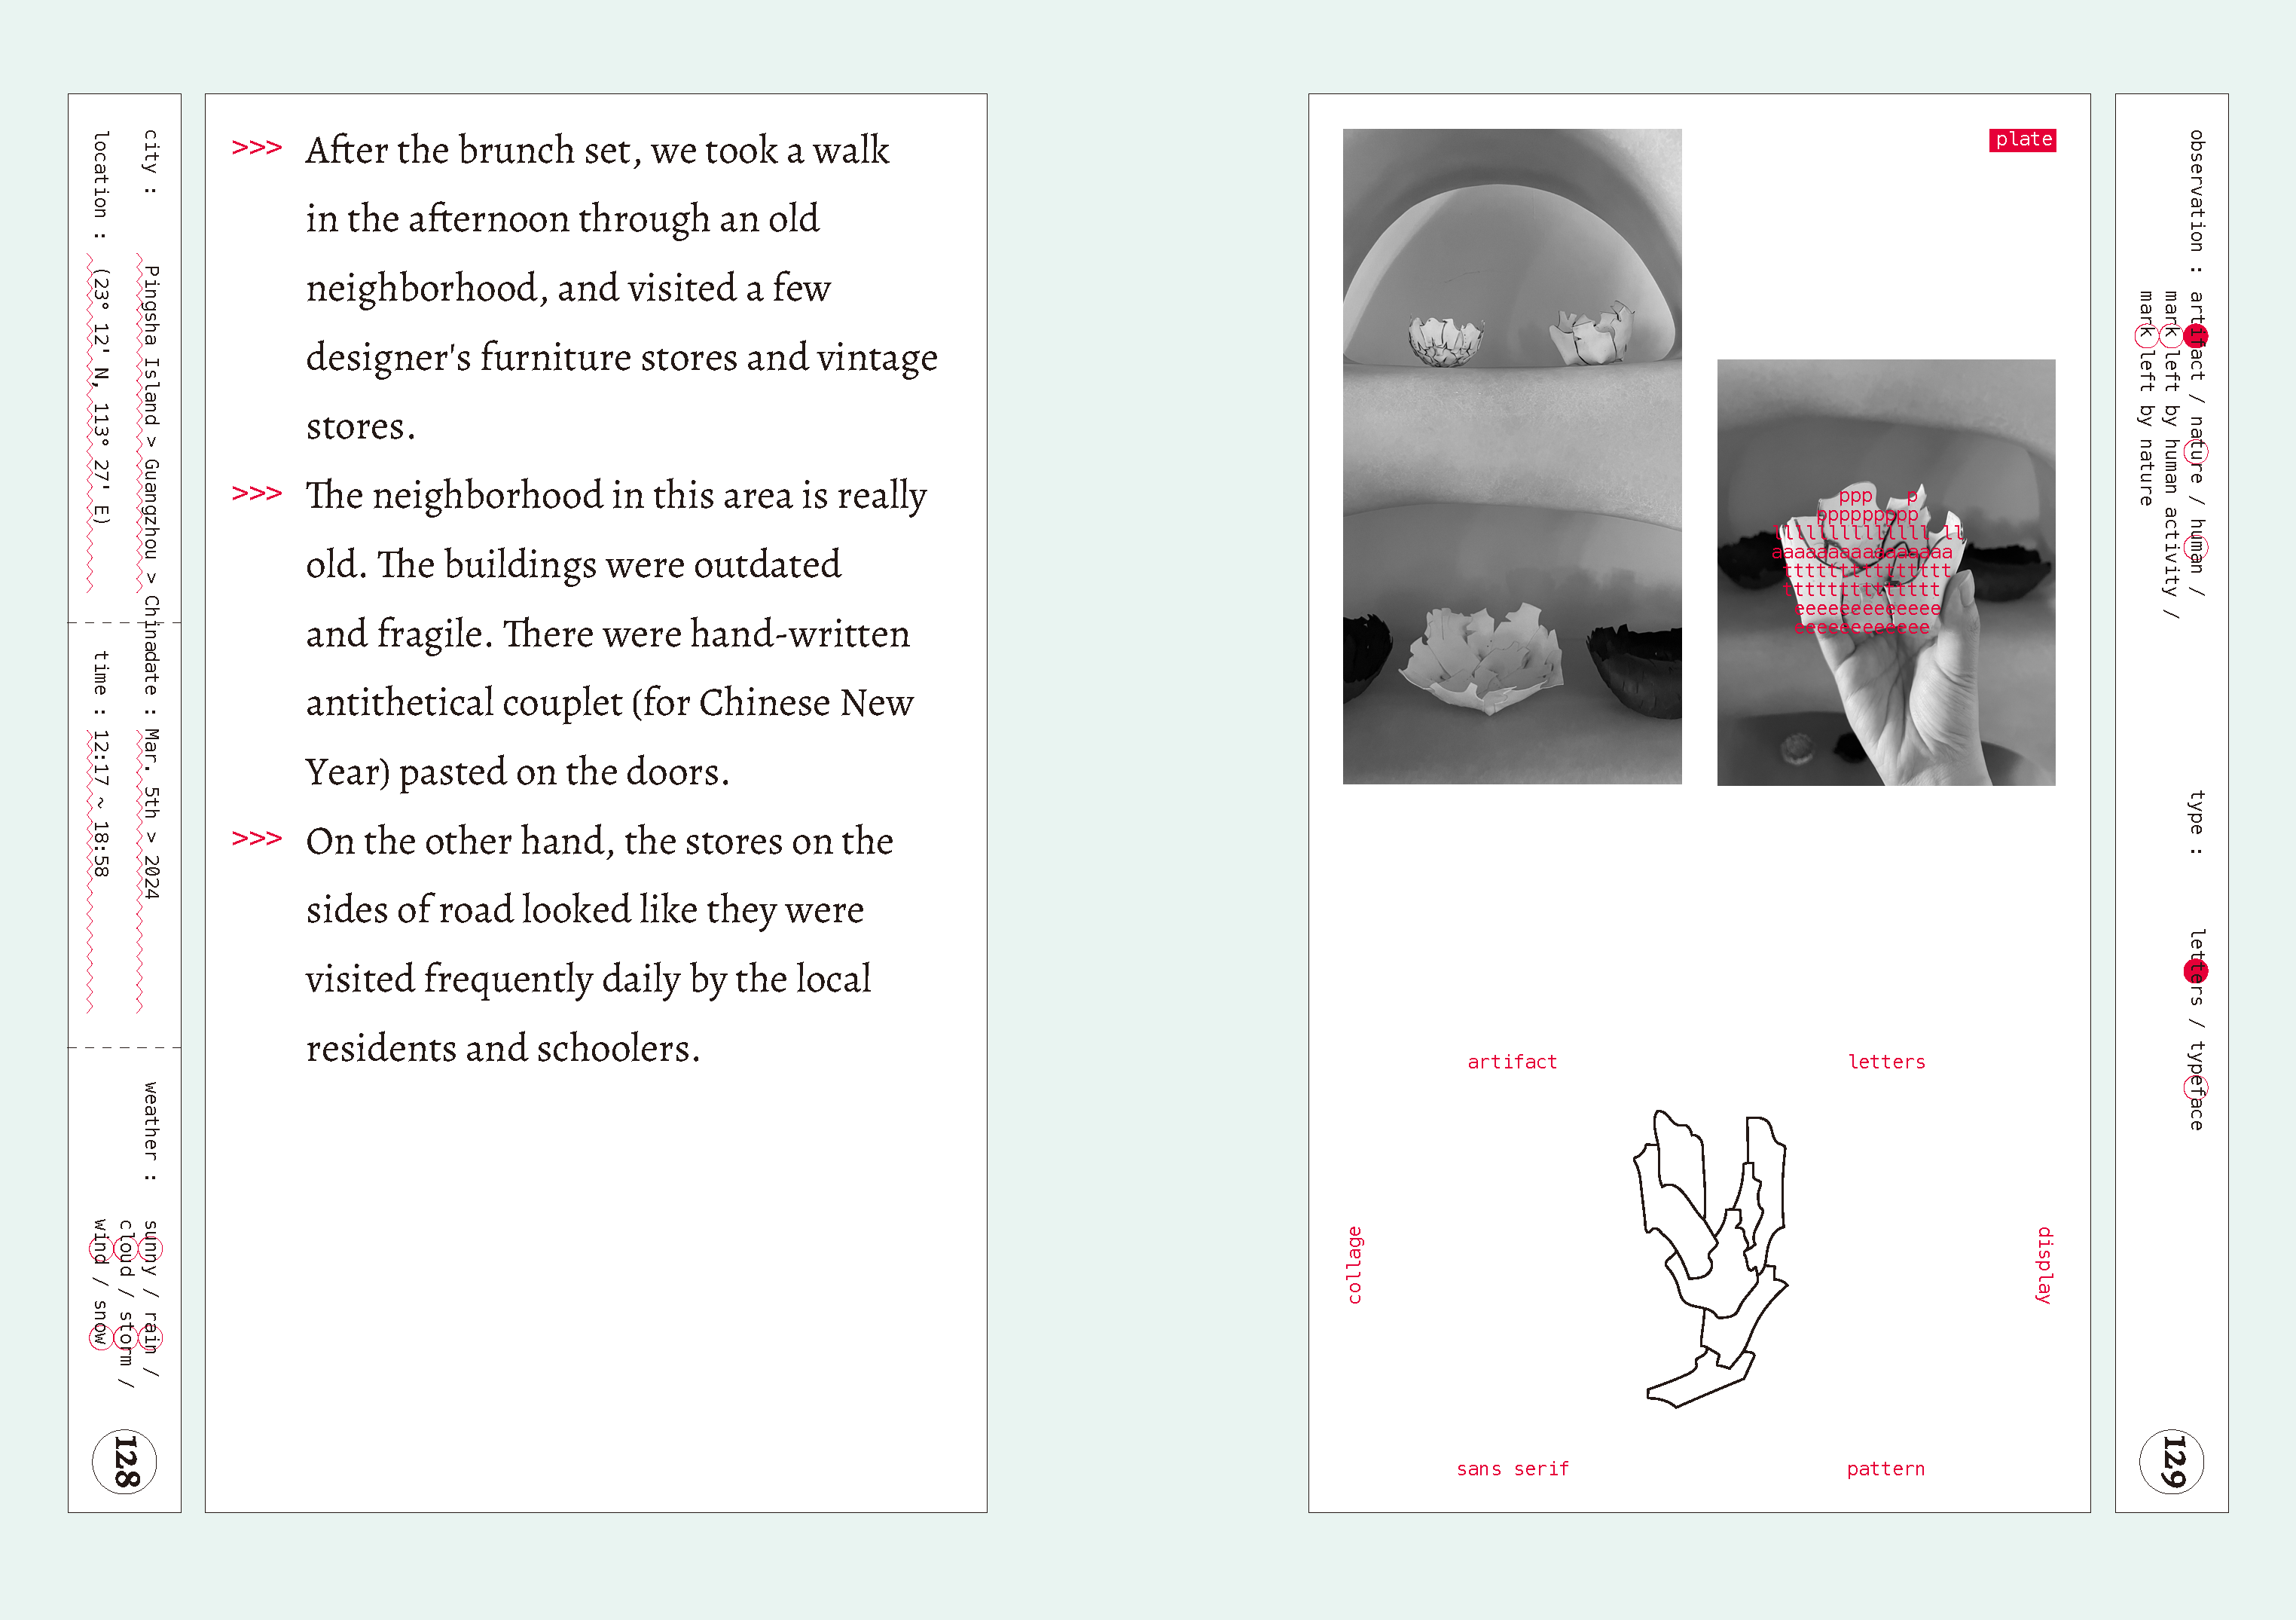 city : Pingsha Island > Guangzhou > China
location : (23° 12' N, 113° 27' E)
date : Mar. 5th > 2024
time : 12:17 ~ 18:58
weather : sunny / rain /
cloud / storm /
wind / snow
128
>>> After the brunch set, we took a walk
in the afternoon through an old
neighborhood, and visited a few
designer's furniture stores and vintage
stores.
>>> The neighborhood in this area is really
old. The buildings were outdated
and fragile. There were hand-written
antithetical couplet (for Chinese New
Year) pasted on the doors.
>>> On the other hand, the stores on the
sides of road looked like they were
visited frequently daily by the local
residents and schoolers.
plate
ppp p
ppppppppp
llllllllllllll ll
aaaaaaaaaaaaaaaa
ttttttttttttttt
tttttttttttttt
eeeeeeeeeeeee
eeeeeeeeeeee
artifact
letters
collage
display
sans serif
pattern
observation : artifact / nature / human /
mark left by human activity /
mark left by nature
type : letters / typeface
129